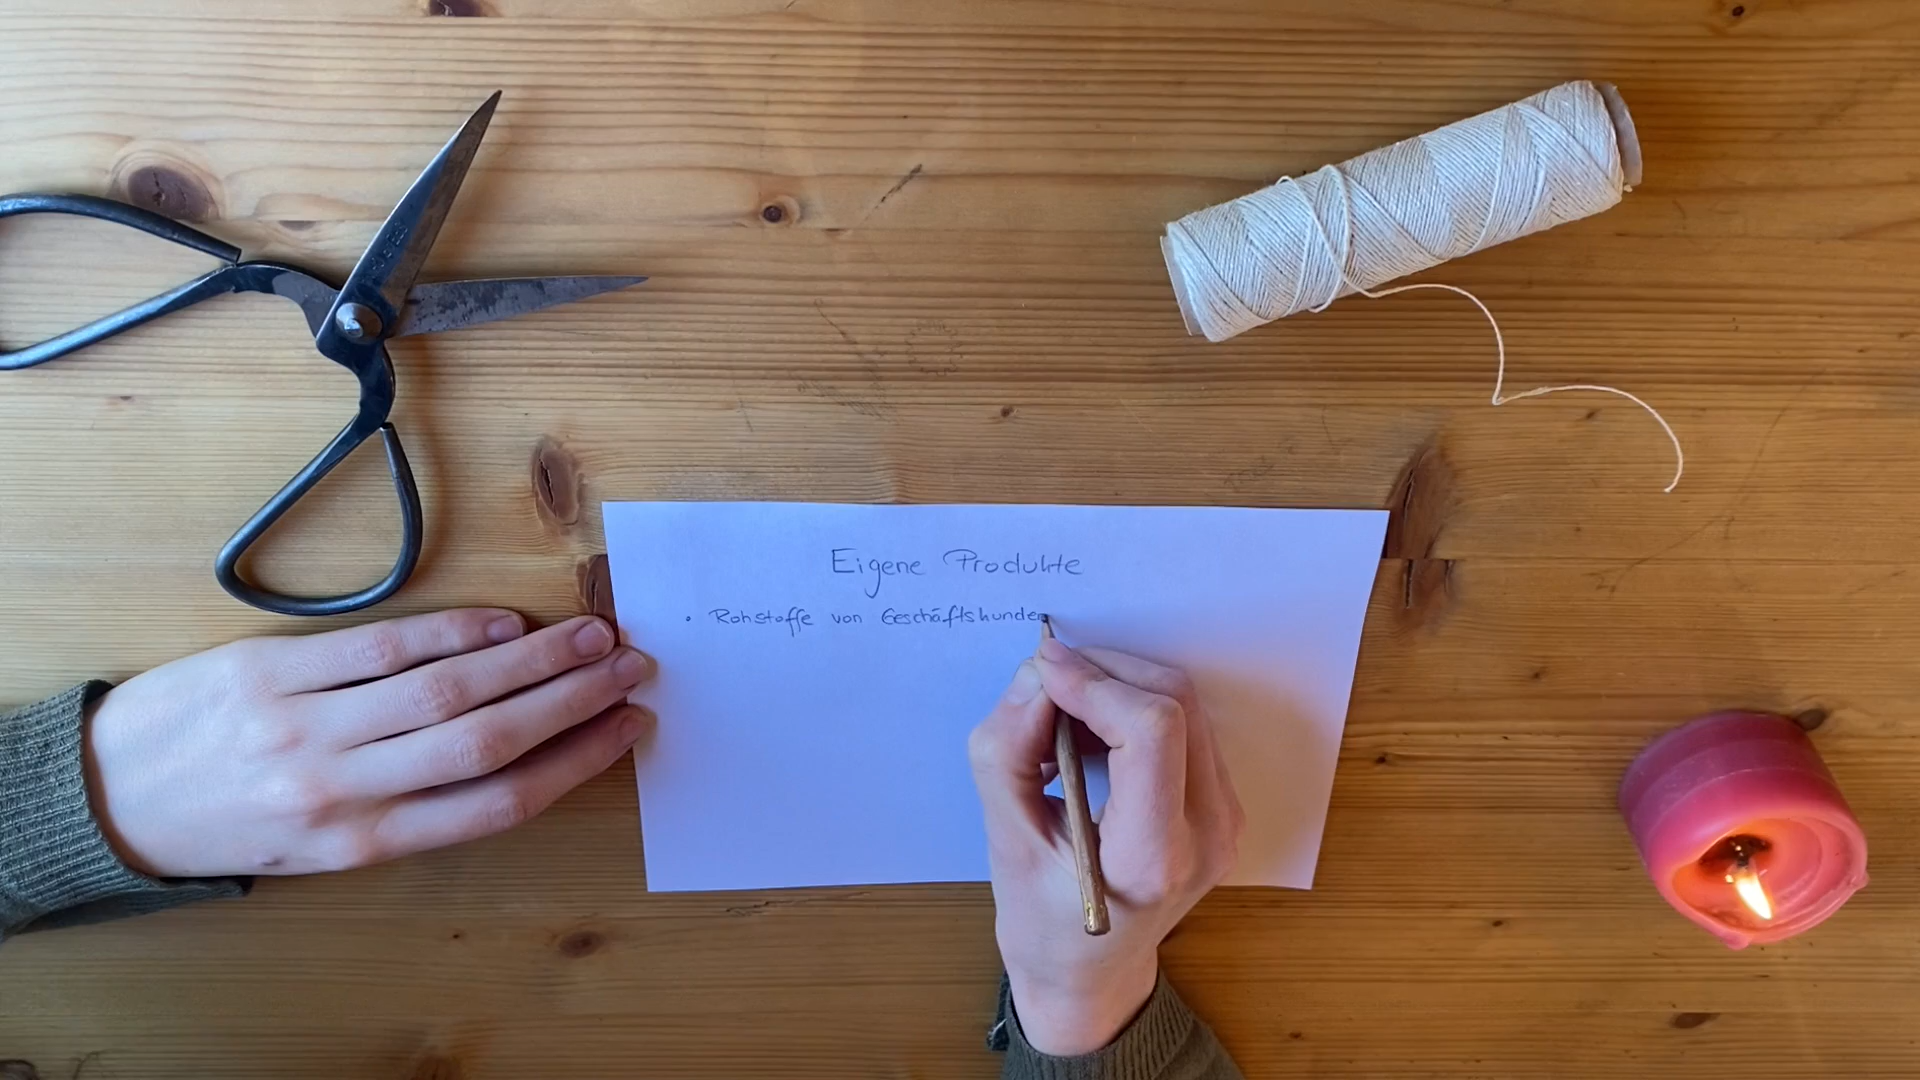 Eigene Produkte
• Rohstoffe von Geschäftskunden